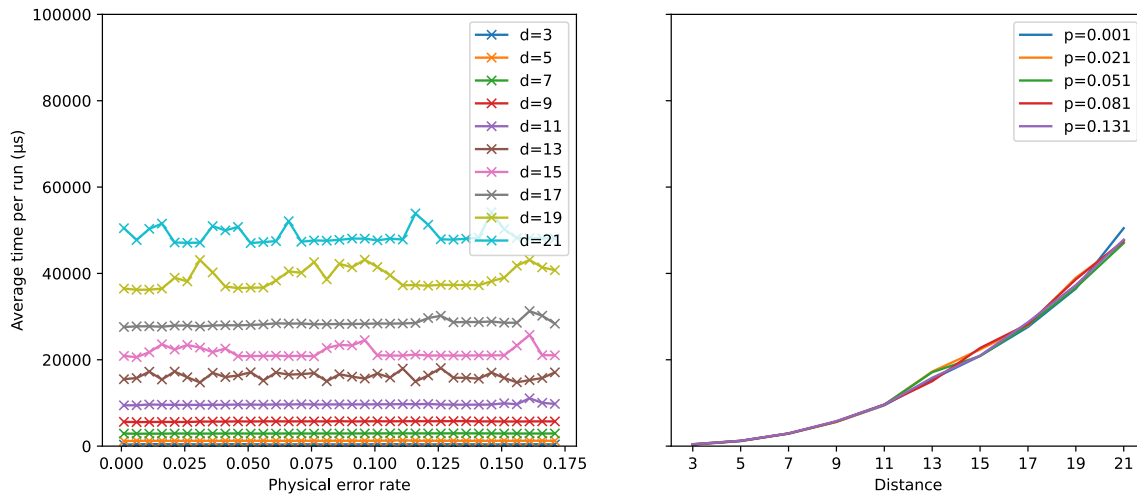 100000
80000
60000
40000
20000
0
Average time per run (µs)
0.000 0.025 0.050 0.075 0.100 0.125 0.150 0.175
Physical error rate
d=3
d=5
d=7
d=9
d=11
d=13
d=15
d=17
d=19
d=21
p=0.001
p=0.021
p=0.051
p=0.081
p=0.131
3 5 7 9 11 13 15 17 19 21
Distance